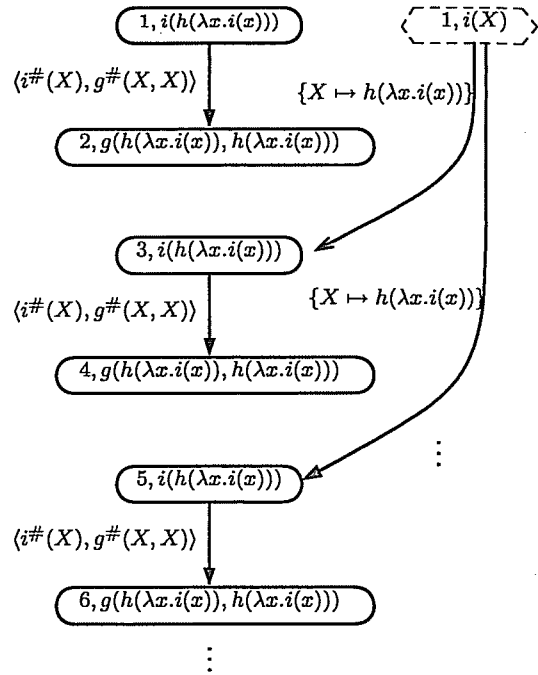 1, i(h(λx.i(x)))
1, i(X)
⟨i#(X), g#(X, X)⟩
{X ↦ h(λx.i(x))}
2, g(h(λx.i(x)), h(λx.i(x)))
3, i(h(λx.i(x)))
⟨i#(X), g#(X, X)⟩
{X ↦ h(λx.i(x))}
4, g(h(λx.i(x)), h(λx.i(x)))
⋮
5, i(h(λx.i(x)))
⟨i#(X), g#(X, X)⟩
6, g(h(λx.i(x)), h(λx.i(x)))
⋮